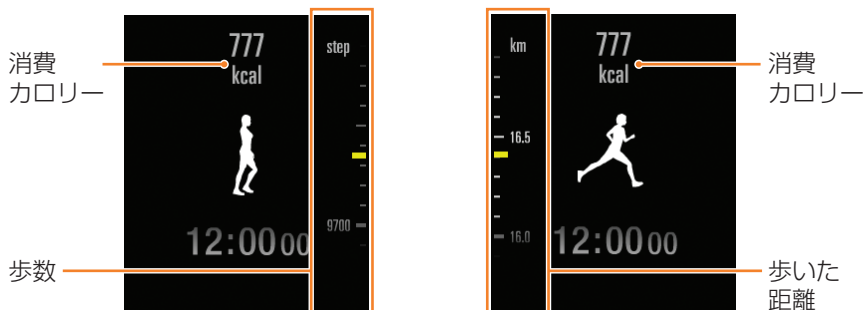 消費
カロリー
777
kcal
step
9700
12:00 00
歩数
km
777
kcal
16.5
16.0
12:00 00
消費
カロリー
歩いた
距離